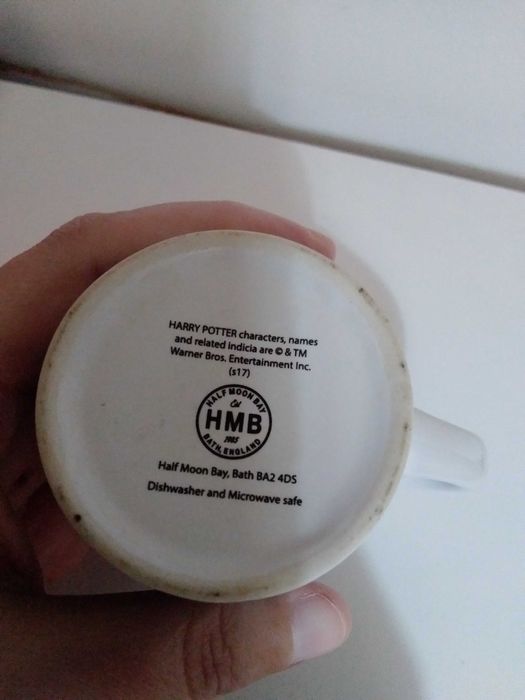 HARRY POTTER characters, names
and related indicia are © & TM
Warner Bros. Entertainment Inc.
(s17)
HALF MOON BAY
Est
HMB
1985
BATH, ENGLAND
Half Moon Bay, Bath BA2 4DS
Dishwasher and Microwave safe